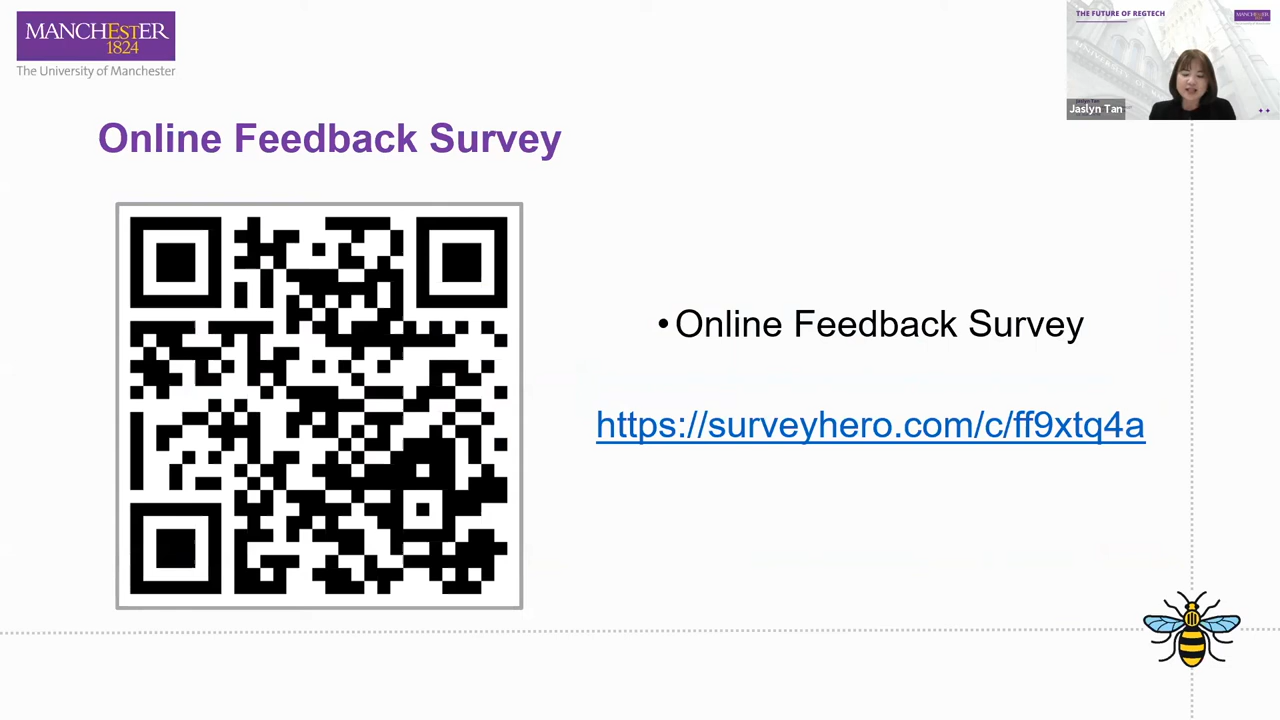 MANCHESTER
1824
The University of Manchester
THE FUTURE OF REGTECH
Jaslyn Tan
Online Feedback Survey
•Online Feedback Survey
https://surveyhero.com/c/ff9xtq4a